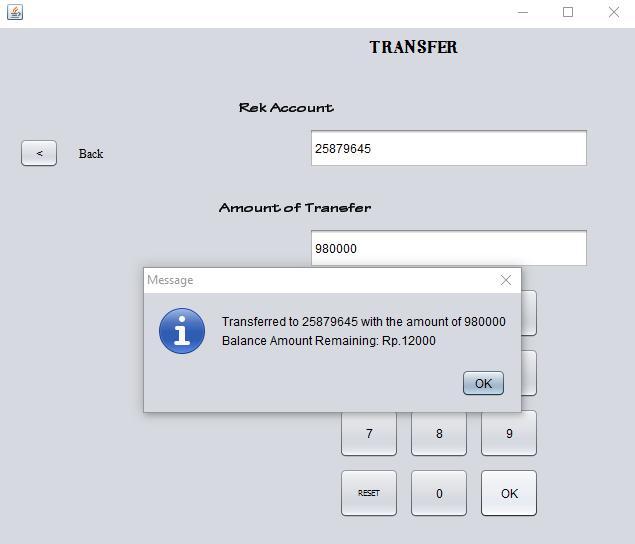 TRANSFER
Rek Account
<
Back
25879645
Amount of Transfer
980000
Message
Transferred to 25879645 with the amount of 980000
Balance Amount Remaining: Rp.12000
OK
7 8 9
RESET 0 OK